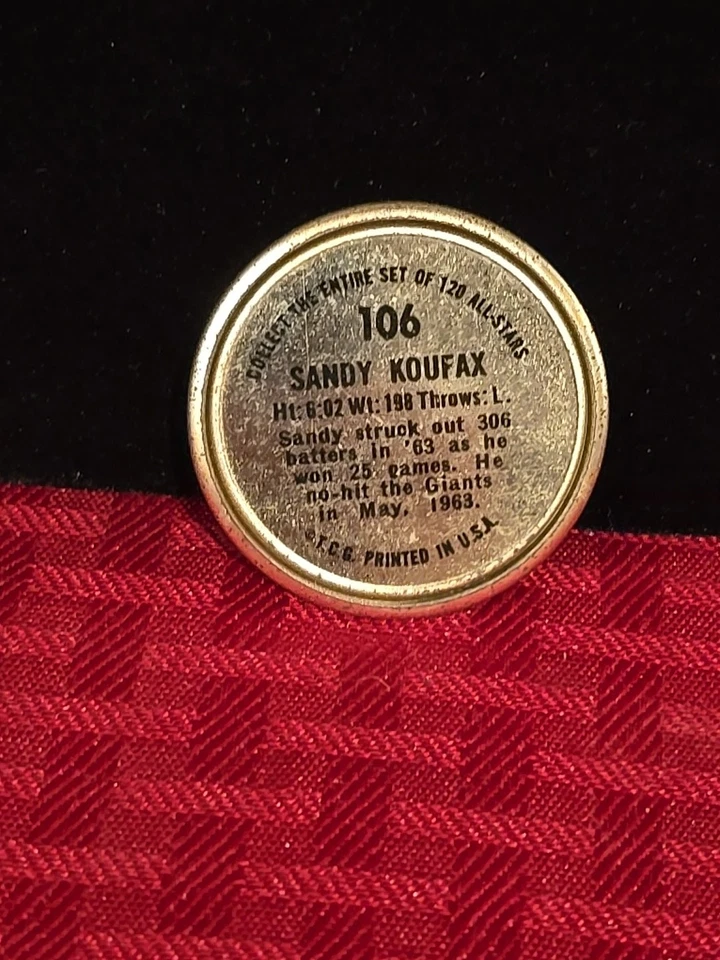 COLLECT THE ENTIRE SET OF 120 ALL-STARS
106
SANDY KOUFAX
Ht: 6:02 Wt: 198 Throws: L.
Sandy struck out 306
batters in '63 as he
won 25 games. He
no-hit the Giants
in May, 1963.
© T.C.G. PRINTED IN U.S.A.